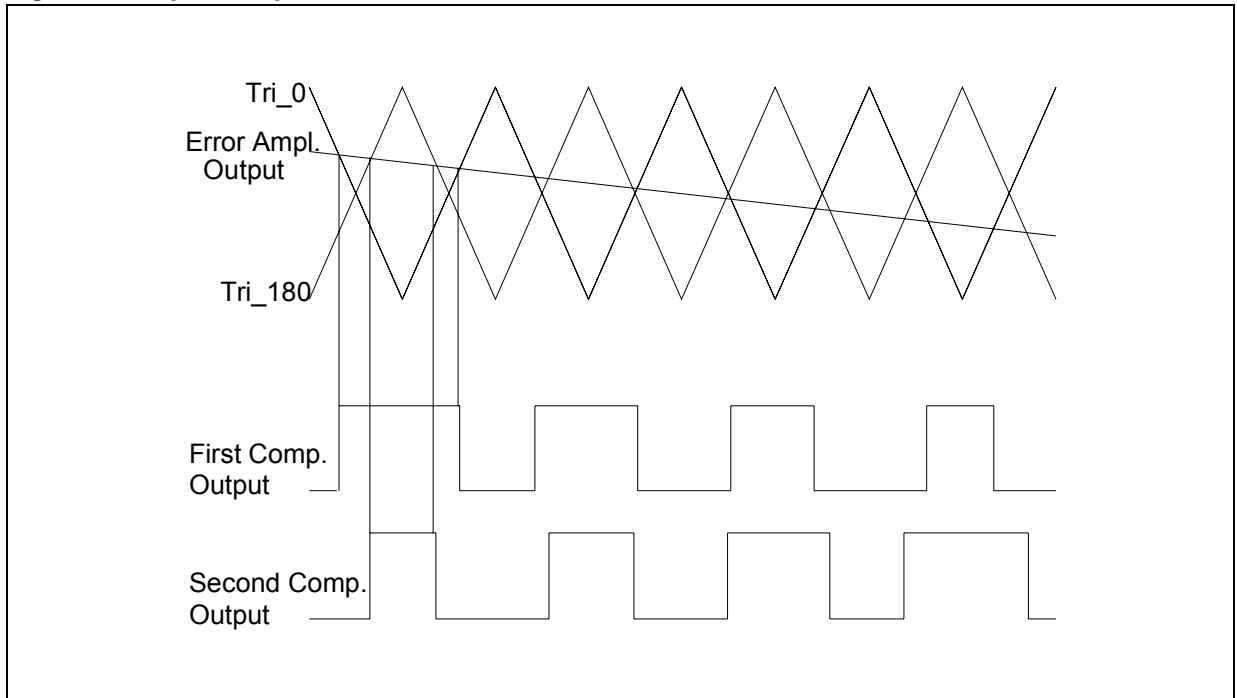 Tri_0
Error Ampl.
Output
Tri_180
First Comp.
Output
Second Comp.
Output